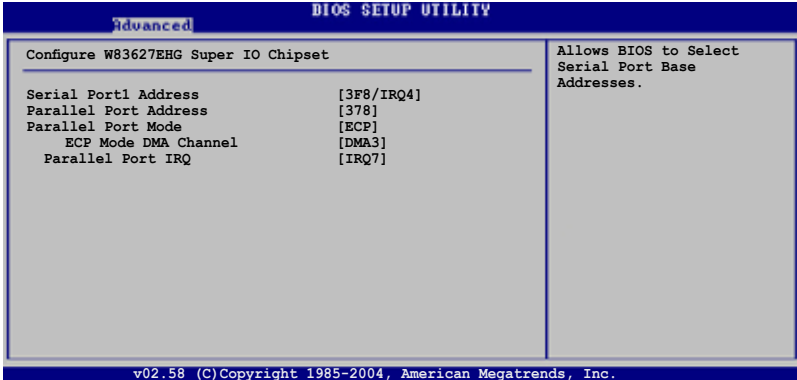 BIOS SETUP UTILITY
Advanced
Configure W83627EHG Super IO Chipset
Serial Port1 Address [3F8/IRQ4]
Parallel Port Address [378]
Parallel Port Mode [ECP]
ECP Mode DMA Channel [DMA3]
Parallel Port IRQ [IRQ7]
Allows BIOS to Select
Serial Port Base
Addresses.
v02.58 (C)Copyright 1985-2004, American Megatrends, Inc.